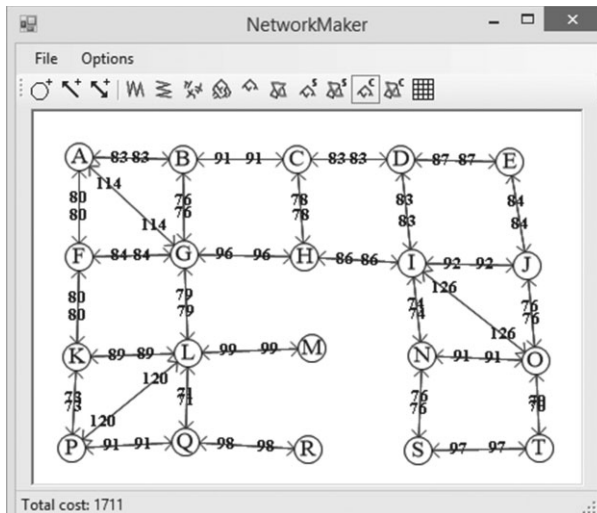 NetworkMaker
File Options
S S C C
A 83 83 B 91 91 C 83 83 D 87 87 E
114
80 76 78 83 84
80 76 78 83 84
114
F 84 84 G 96 96 H 86 86 I 92 92 J
126
80 79 74 76
80 79 74 76
126
K 89 89 L 99 99 M N 91 91 O
120
73 71 76 70
73 71 76 70
120
P 91 91 Q 98 98 R S 97 97 T
Total cost: 1711